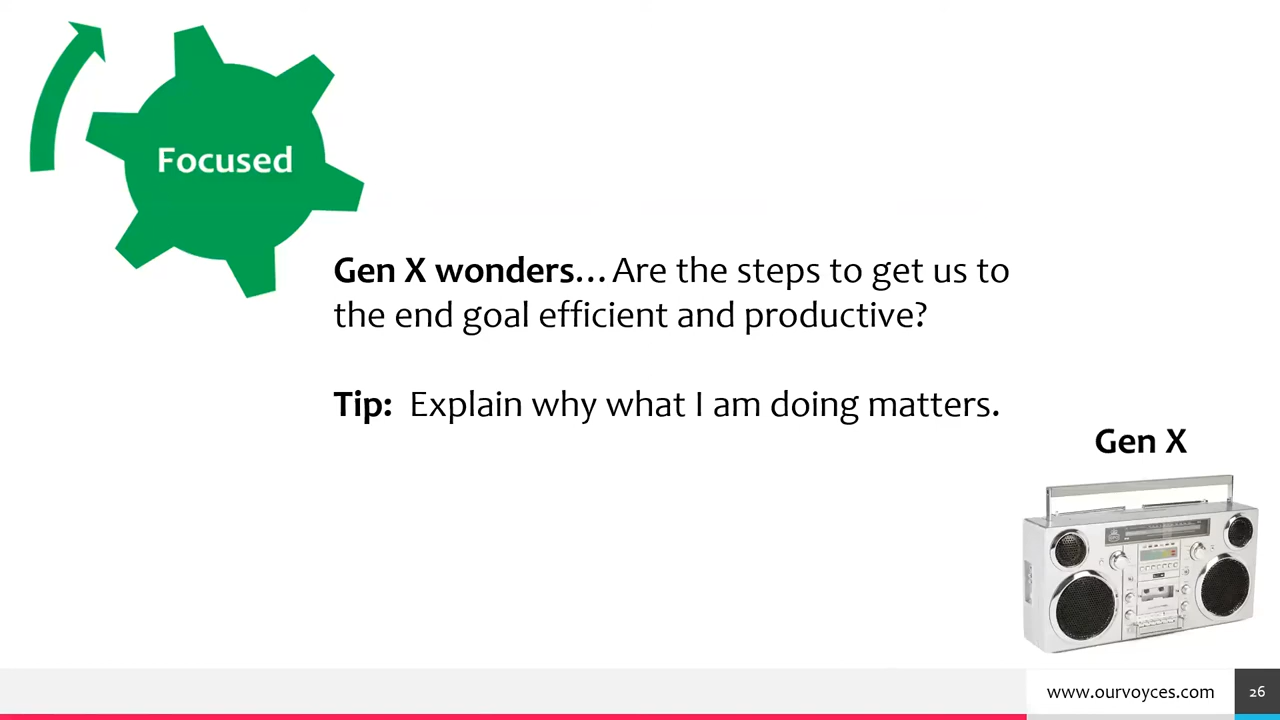 Focused
Gen X wonders... Are the steps to get us to
the end goal efficient and productive?
Tip:  Explain why what I am doing matters.
Gen X
www.ourvoyces.com
26